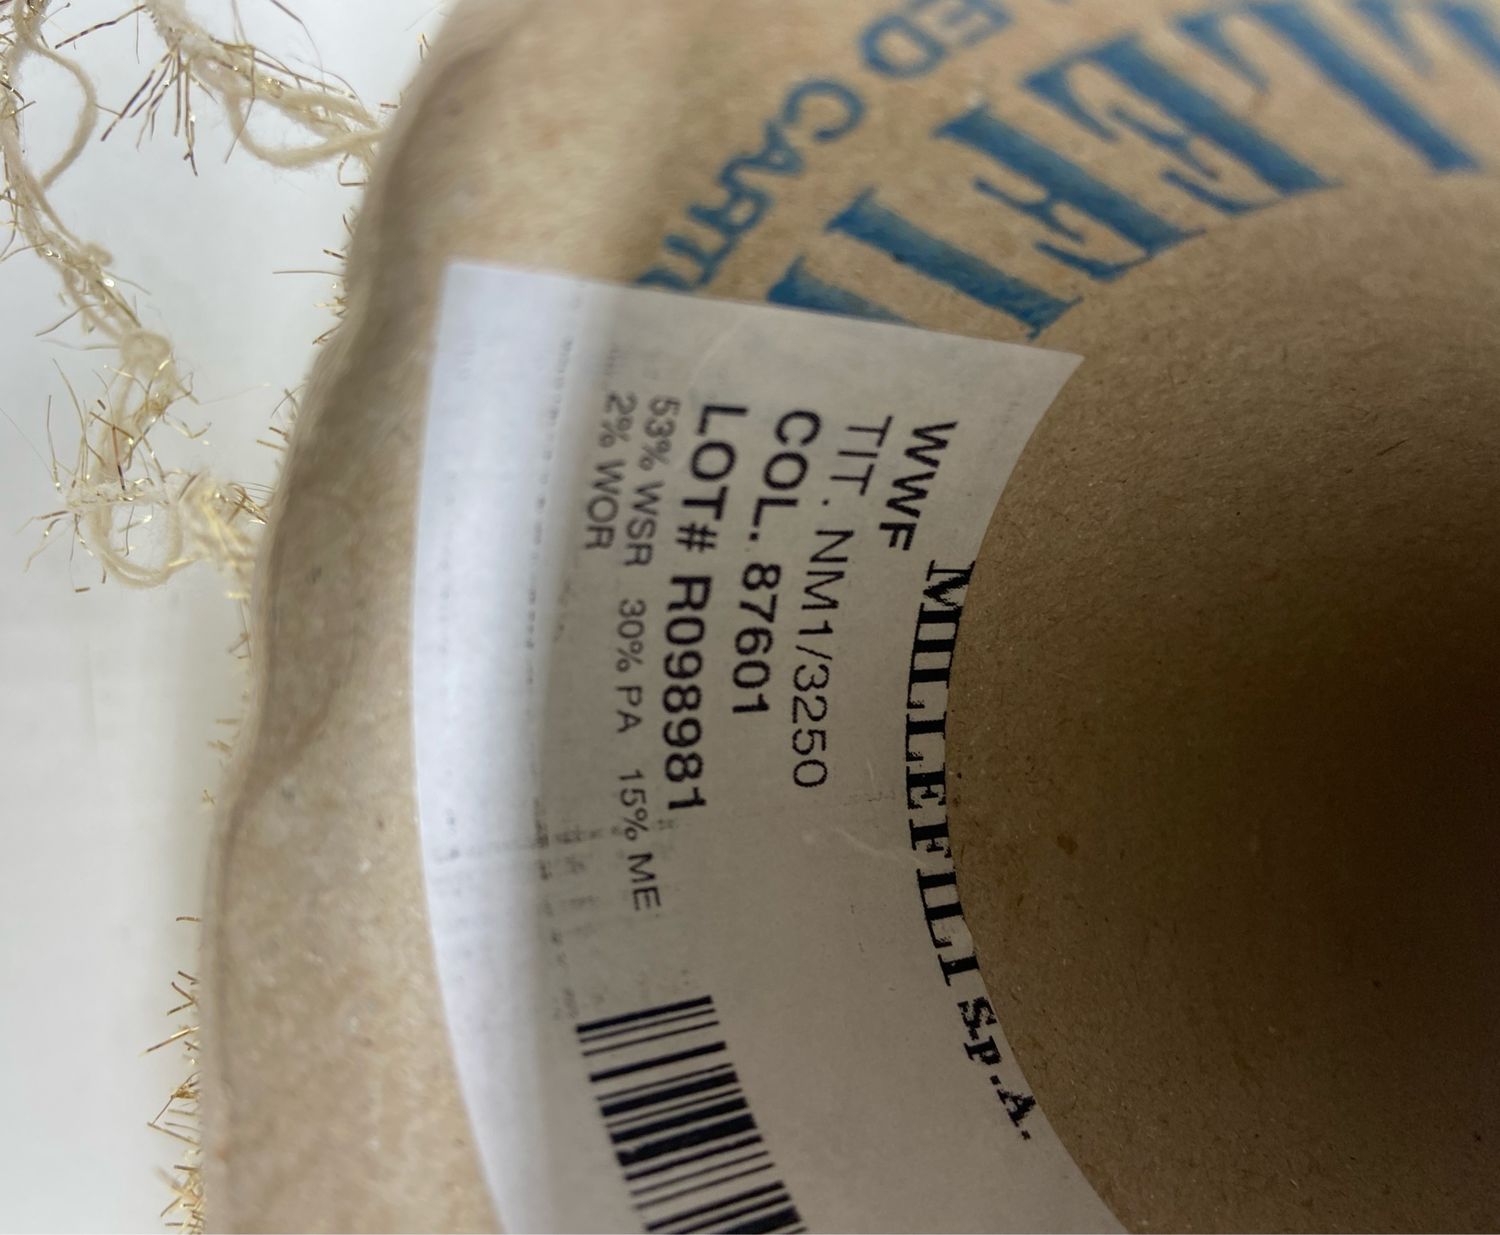 MILLEFILI S.p.A.
WWF
TIT. NM1/3250
COL. 87601
LOT# R098981
53% WSR 30% PA 15% ME
2% WOR